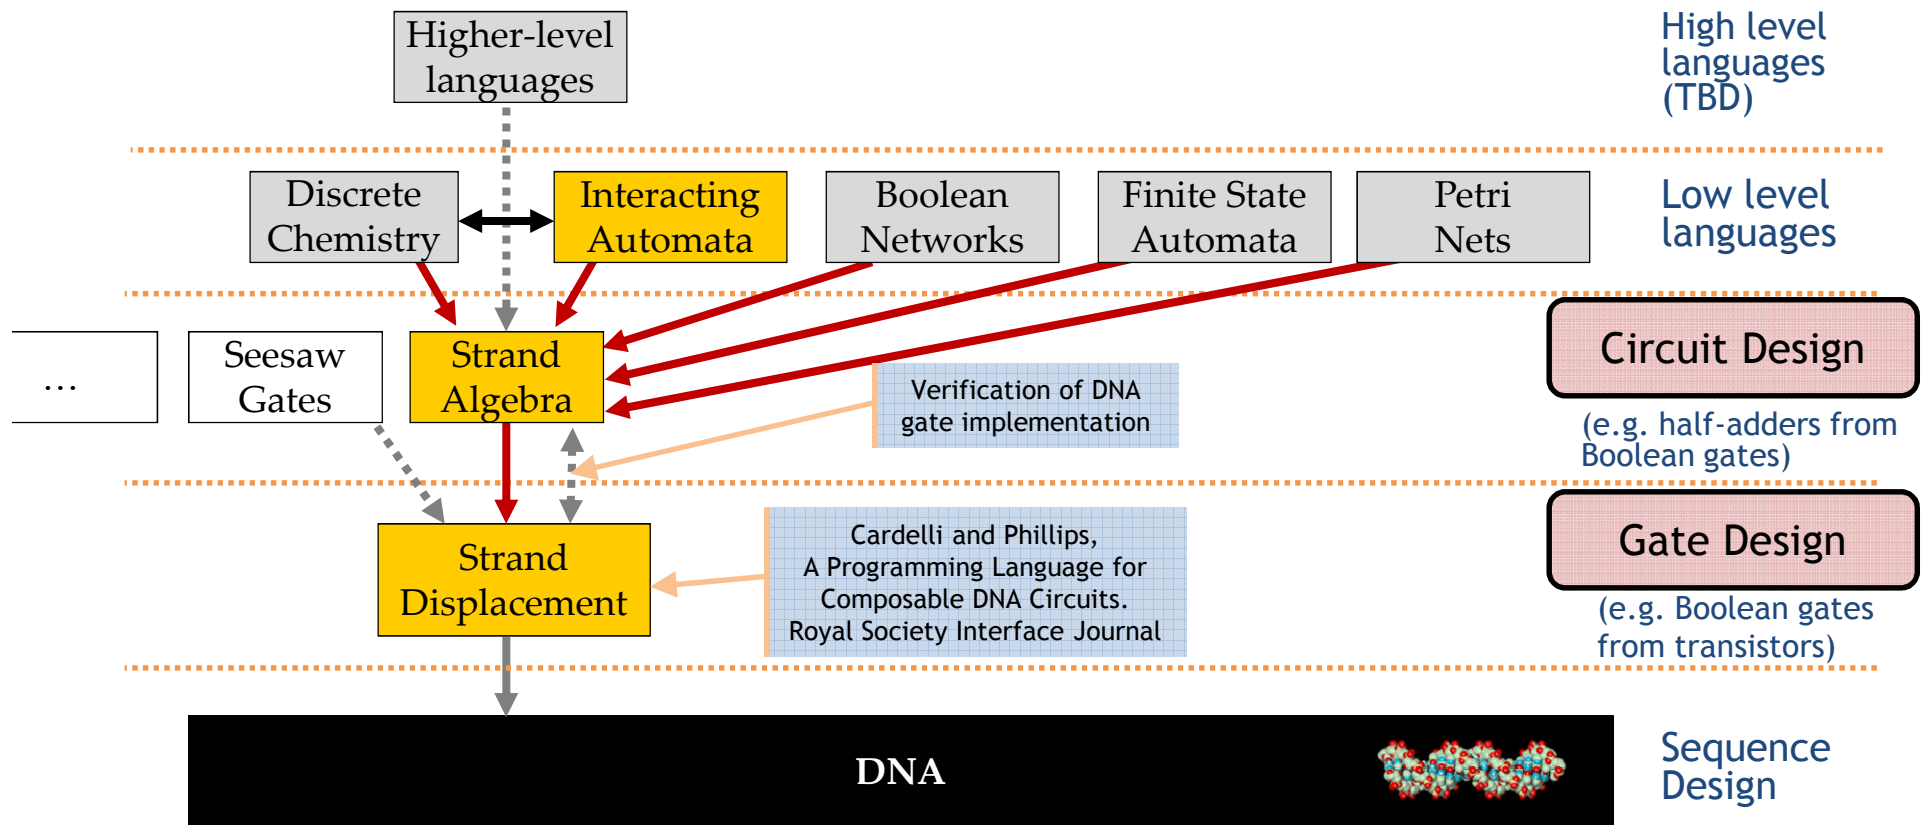 Higher-level
languages
High level
languages
(TBD)
Discrete
Chemistry
Interacting
Automata
Boolean
Networks
Finite State
Automata
Petri
Nets
Low level
languages
...
Seesaw
Gates
Strand
Algebra
Verification of DNA
gate implementation
Circuit Design
(e.g. half-adders from
Boolean gates)
Strand
Displacement
Cardelli and Phillips,
A Programming Language for
Composable DNA Circuits.
Royal Society Interface Journal
Gate Design
(e.g. Boolean gates
from transistors)
DNA
Sequence
Design